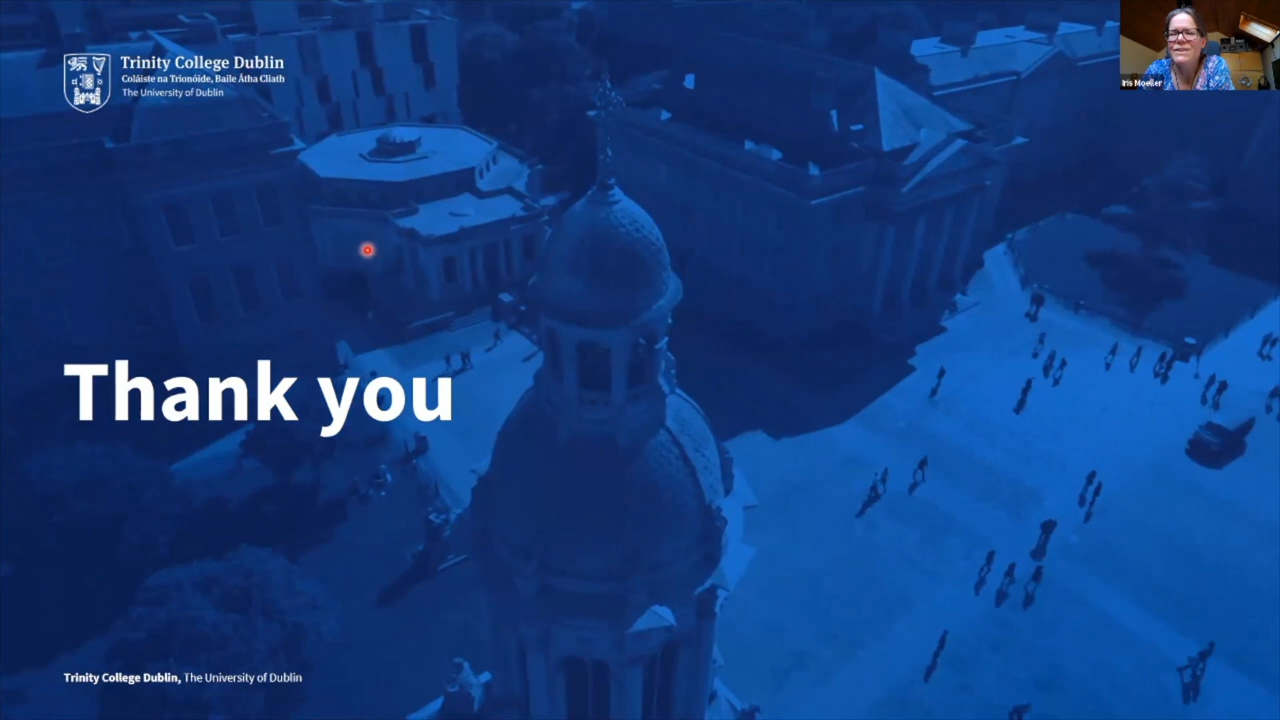 Trinity College Dublin
Coláiste na Tríonóide, Baile Átha Cliath
The University of Dublin
Iris Moeller
Thank you
Trinity College Dublin, The University of Dublin